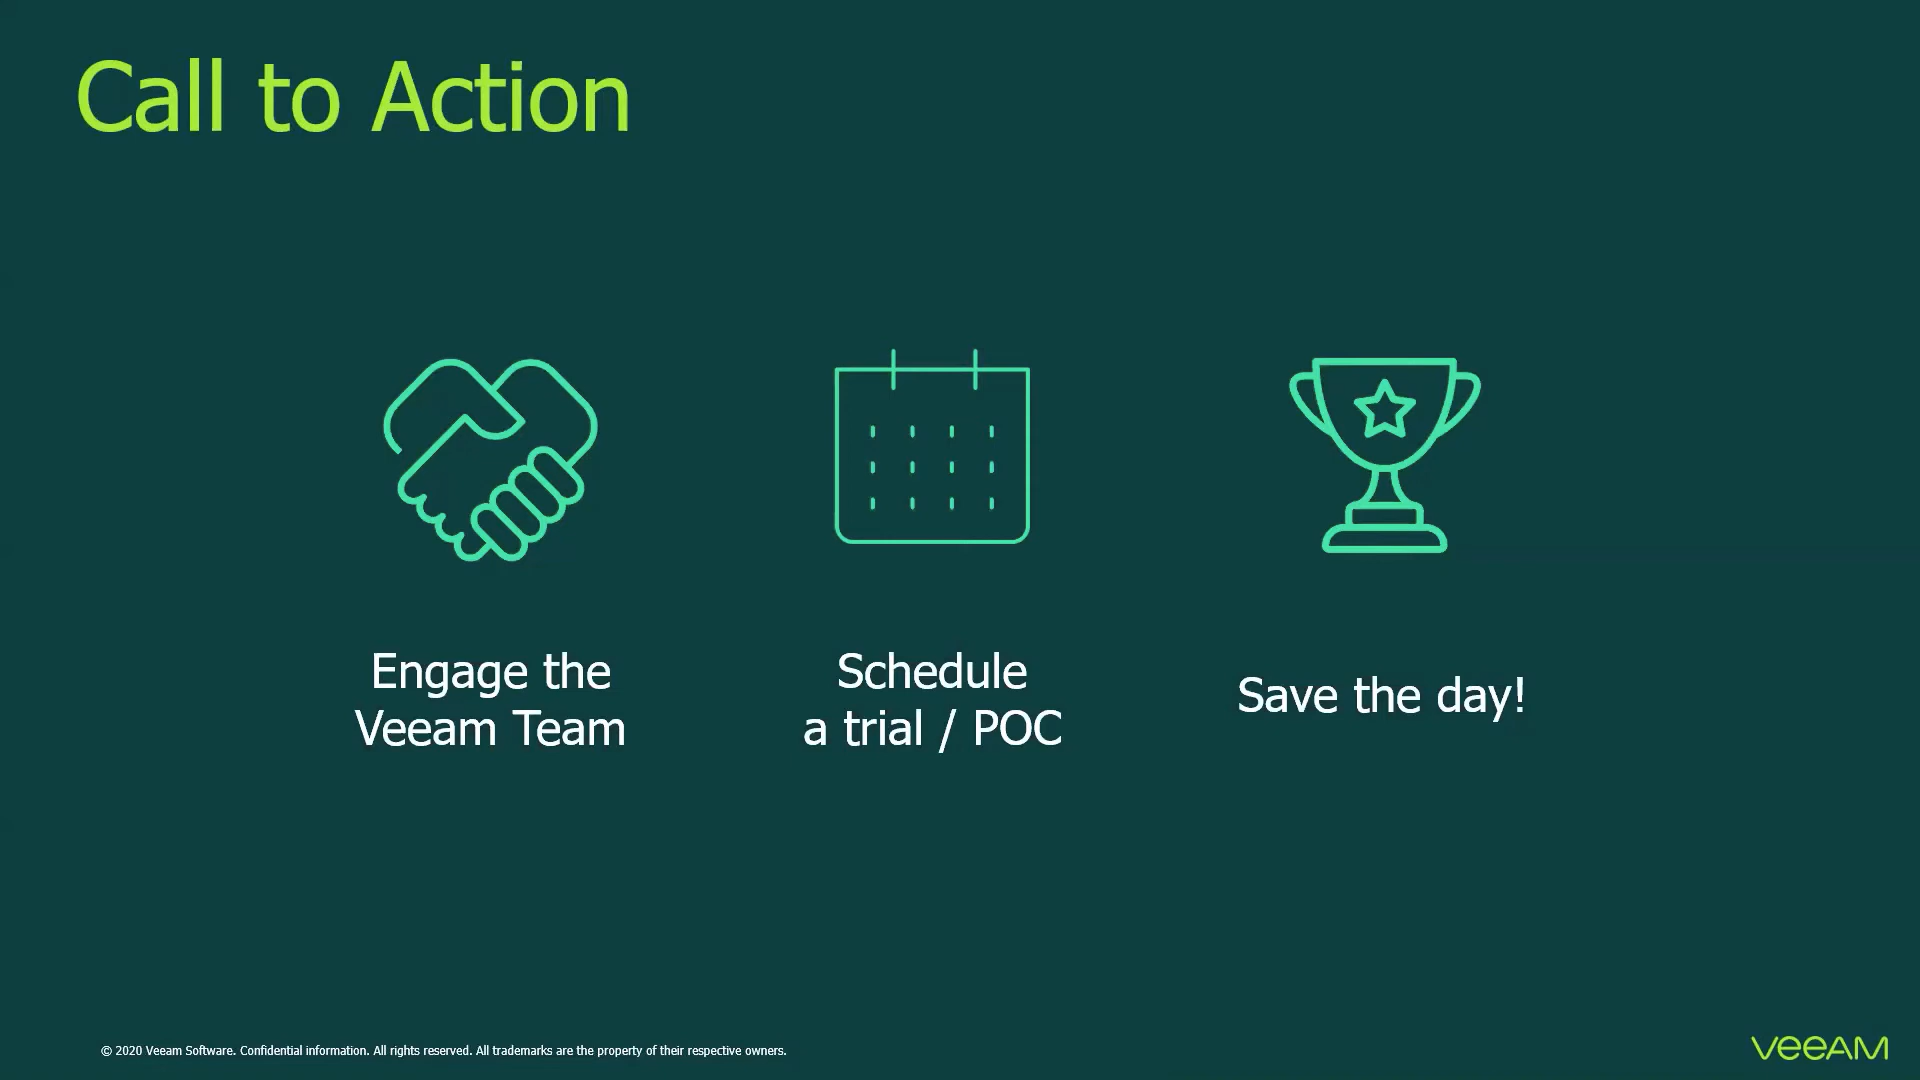 Call to Action
Engage the
Veeam Team
Schedule
a trial / POC
Save the day!
© 2020 Veeam Software. Confidential information. All rights reserved. All trademarks are the property of their respective owners.
veeAM